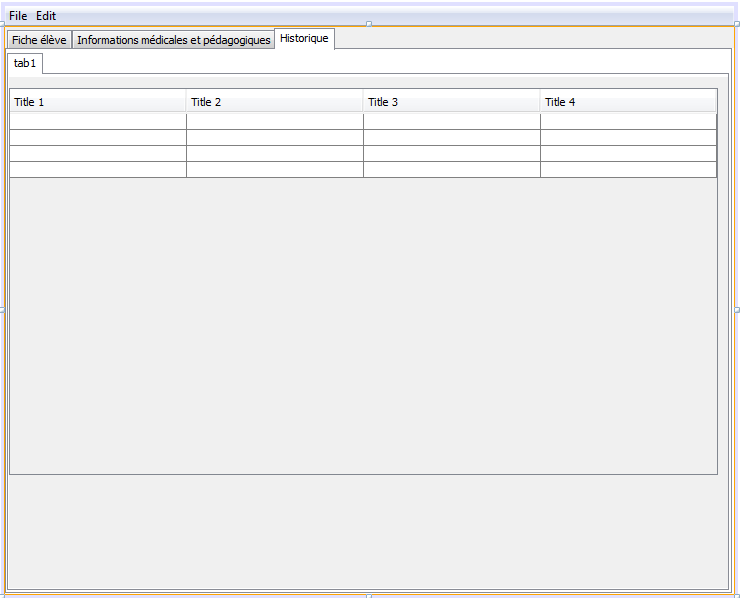 File Edit
Fiche élève Informations médicales et pédagogiques Historique
tab1
Title 1 Title 2 Title 3 Title 4